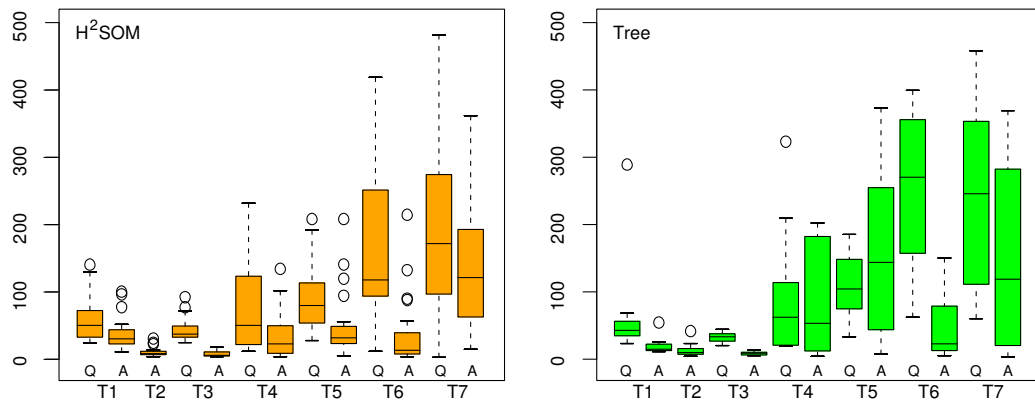 H²SOM
500
400
300
200
100
0
Q A A Q A Q A Q A Q A Q A
T1 T2 T3 T4 T5 T6 T7
Tree
500
400
300
200
100
0
Q A A Q A Q A Q A Q A Q A
T1 T2 T3 T4 T5 T6 T7